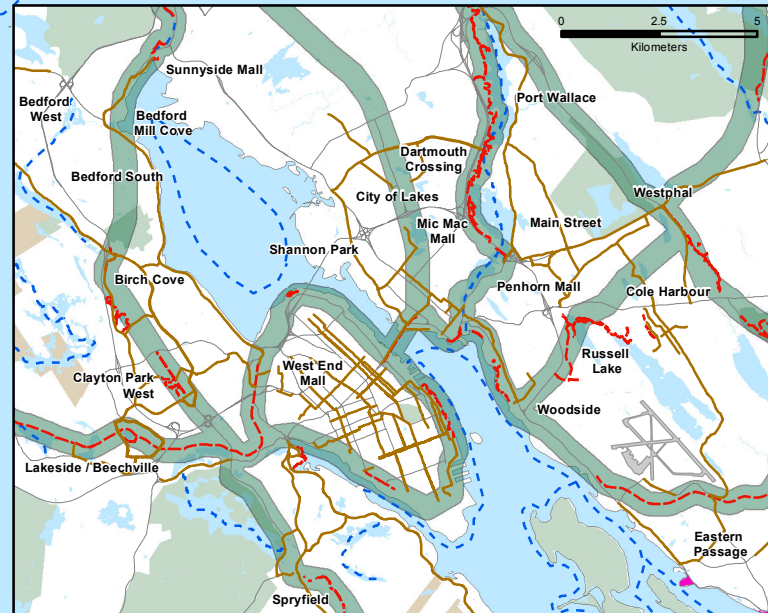 0 2.5 5
Kilometers
Sunnyside Mall
Bedford
West
Port Wallace
Bedford
Mill Cove
Dartmouth
Crossing
Bedford South
City of Lakes
Westphal
Mic Mac
Mall
Main Street
Shannon Park
Birch Cove
Penhorn Mall
Cole Harbour
West End
Mall
Russell
Lake
Clayton Park
West
Woodside
Lakeside / Beechville
Eastern
Passage
Spryfield